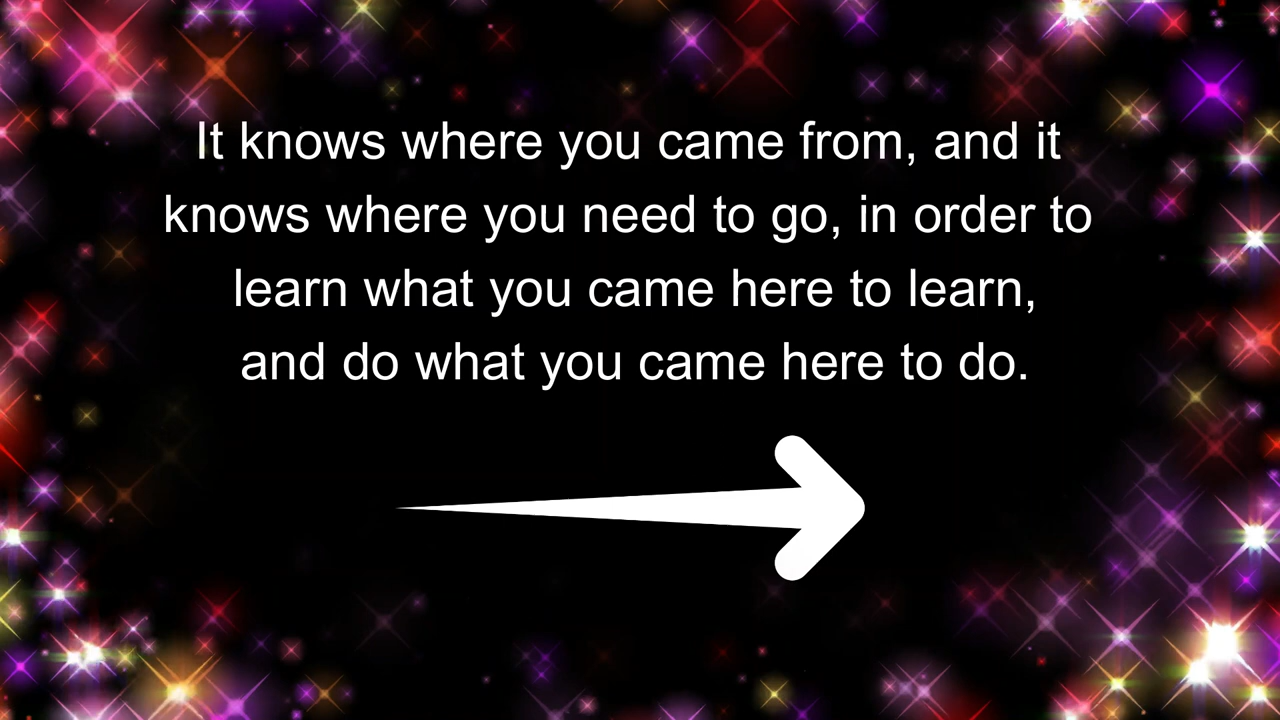 It knows where you came from, and it
knows where you need to go, in order to
learn what you came here to learn,
and do what you came here to do.